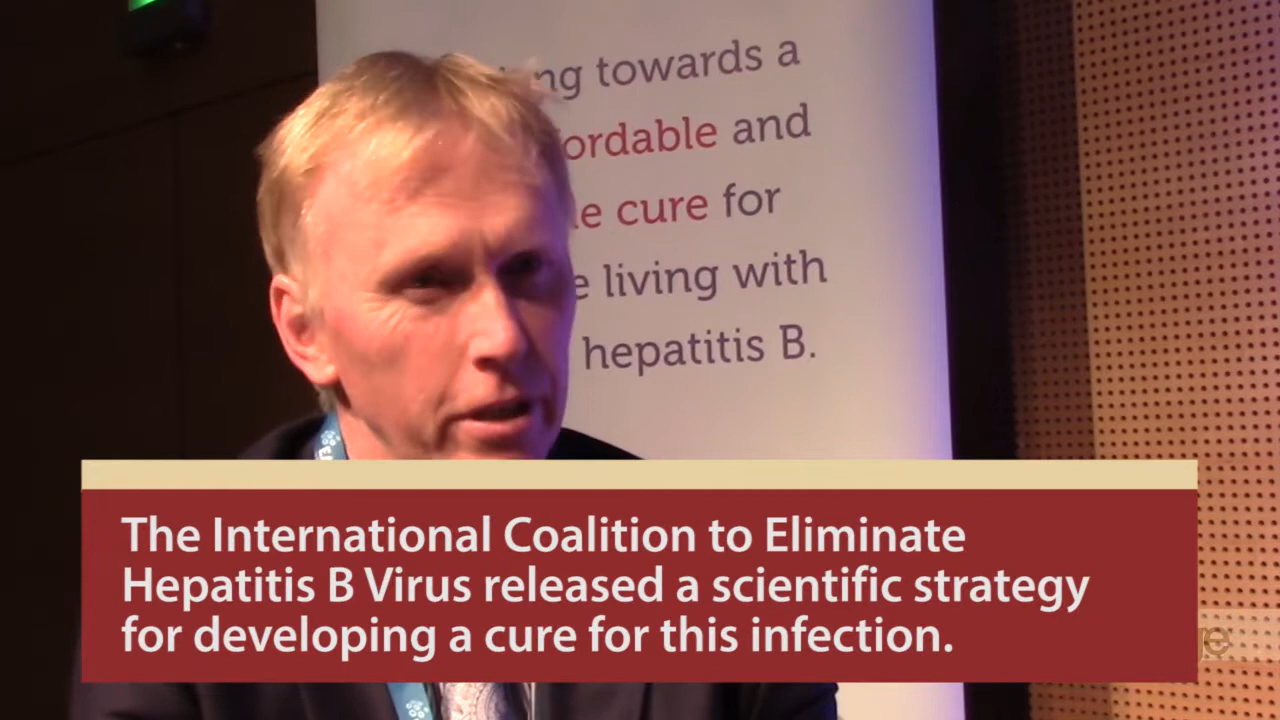 towards a
and
cure for
living with
hepatitis B.
The International Coalition to Eliminate
Hepatitis B Virus released a scientific strategy
for developing a cure for this infection.